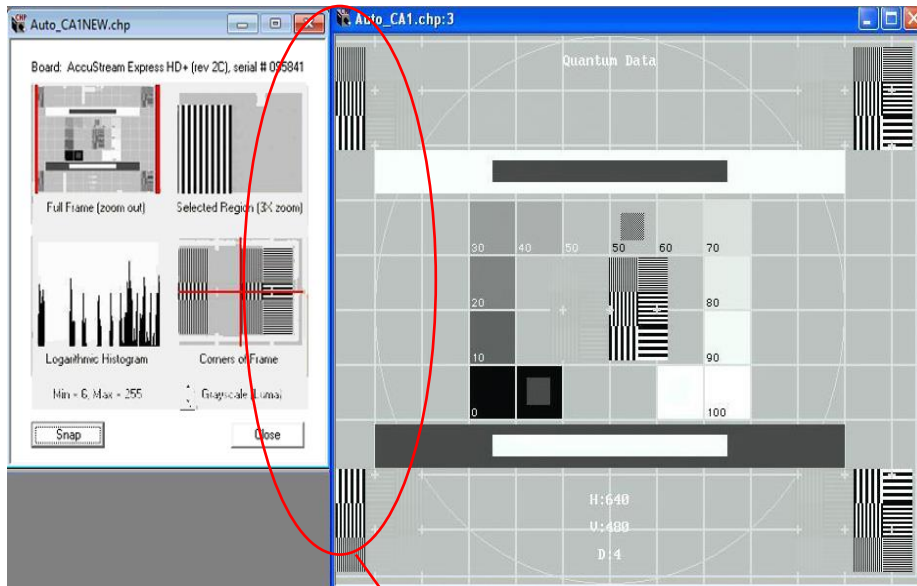 Auto_CA1NEW.chp
Board: AccuStream Express HD+ (rev 2C), serial # 095841
Full Frame (zoom out)
Selected Region (3X zoom)
Logarithmic Histogram
Corners of Frame
Min = 6, Max = 255
Grayscale (Luma)
Snap
Close
Auto_CA1.chp:3
Quantum Data
30
40
50
50
60
70
20
80
10
90
0
100
H:640
V:480
D:4